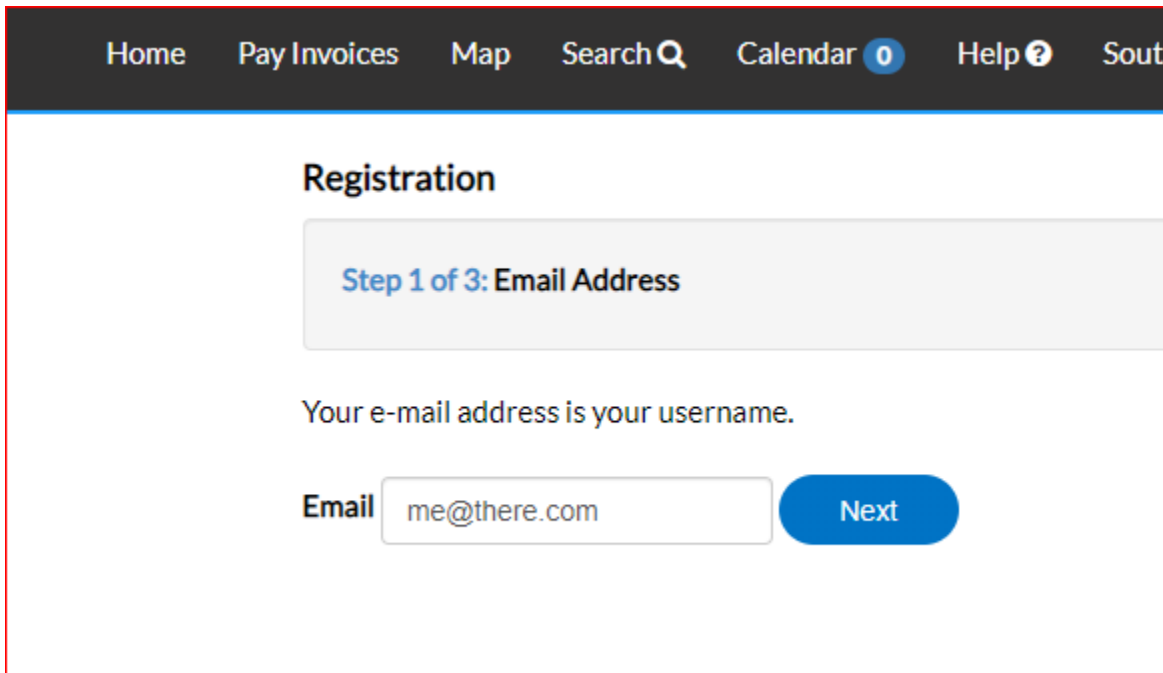 Home Pay Invoices Map Search Calendar 0 Help ? Sout
Registration
Step 1 of 3: Email Address
Your e-mail address is your username.
Email me@there.com Next